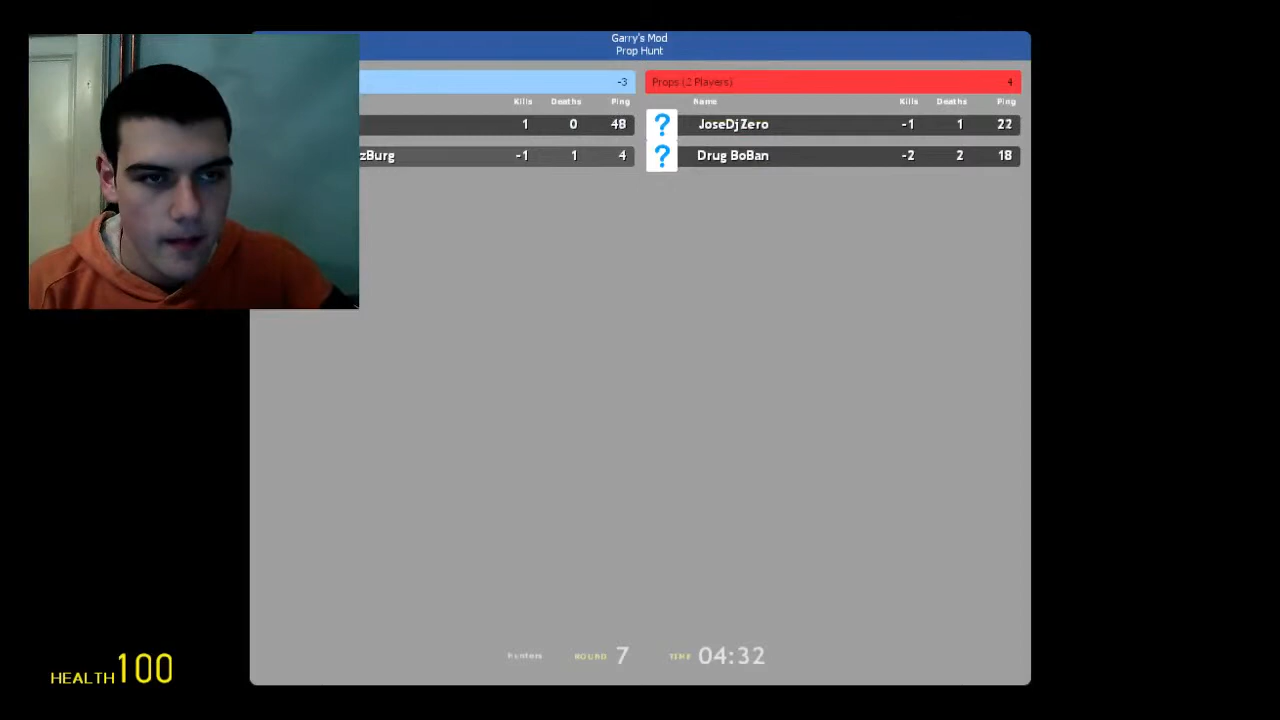 Garry's Mod
Prop Hunt
-3
Kills Deaths Ping
1 0 48
zBurg -1 1 4
Props (2 Players) 4
Name Kills Deaths Ping
? JoseDjZero -1 1 22
? Drug BoBan -2 2 18
Hunters ROUND 7 TIME 04:32
HEALTH 100